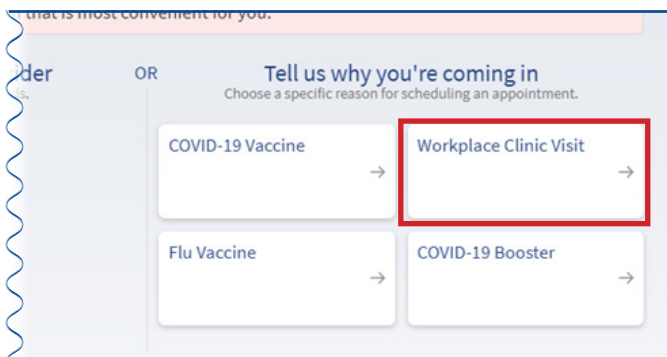 that is most convenient for you.
der
s.
OR
Tell us why you're coming in
Choose a specific reason for scheduling an appointment.
COVID-19 Vaccine
→
Workplace Clinic Visit
→
Flu Vaccine
→
COVID-19 Booster
→